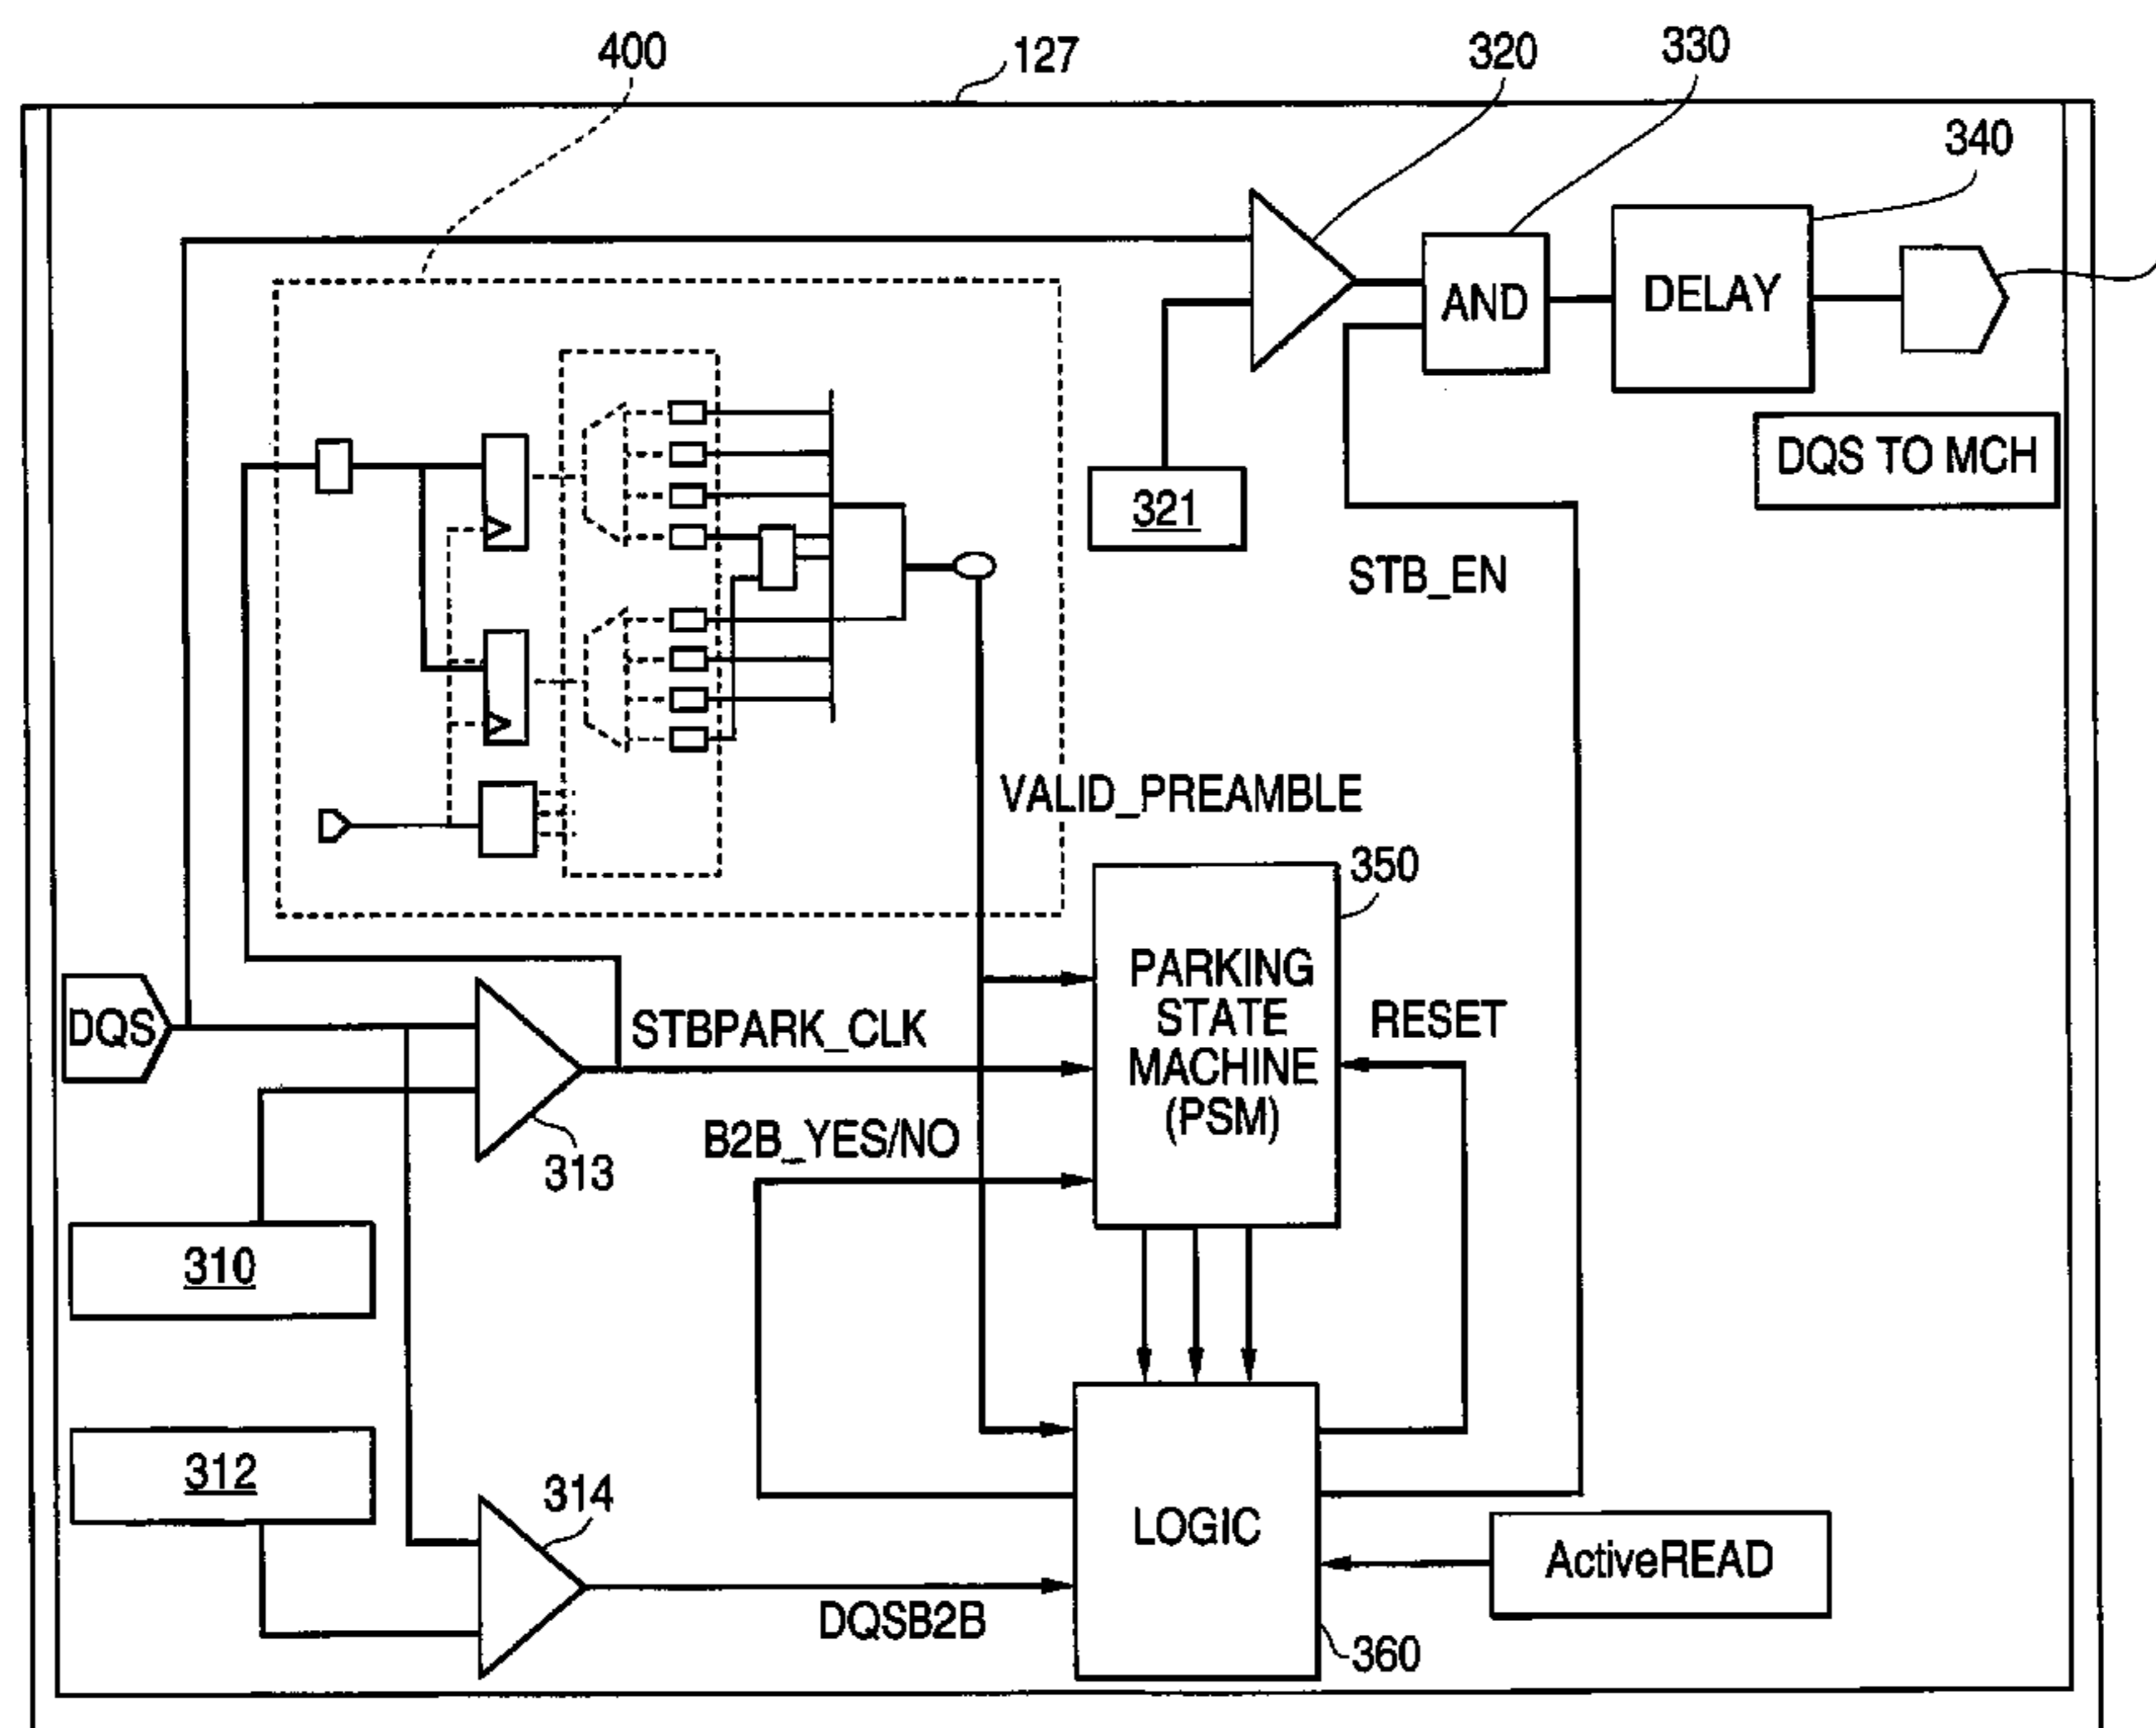 400
127
320
330
340
AND
DELAY
DQS TO MCH
321
STB_EN
VALID_PREAMBLE
350
PARKING
STATE
MACHINE
(PSM)
RESET
DQS
STBPARK_CLK
313
B2B_YES/NO
310
312
314
LOGIC
ActiveREAD
DQSB2B
360